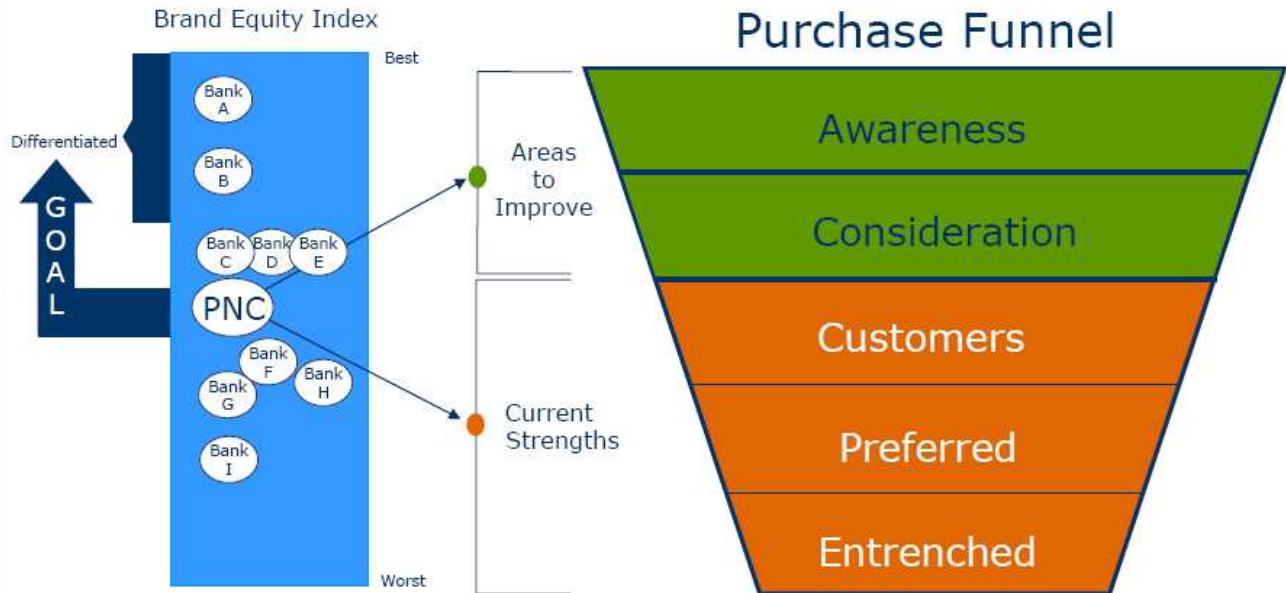 Brand Equity Index
Best
Differentiated
GOAL
Bank
A
Bank
B
Bank
C
Bank
D
Bank
E
PNC
Bank
F
Bank
G
Bank
H
Bank
I
Worst
Areas
to
Improve
Current
Strengths
Purchase Funnel
Awareness
Consideration
Customers
Preferred
Entrenched